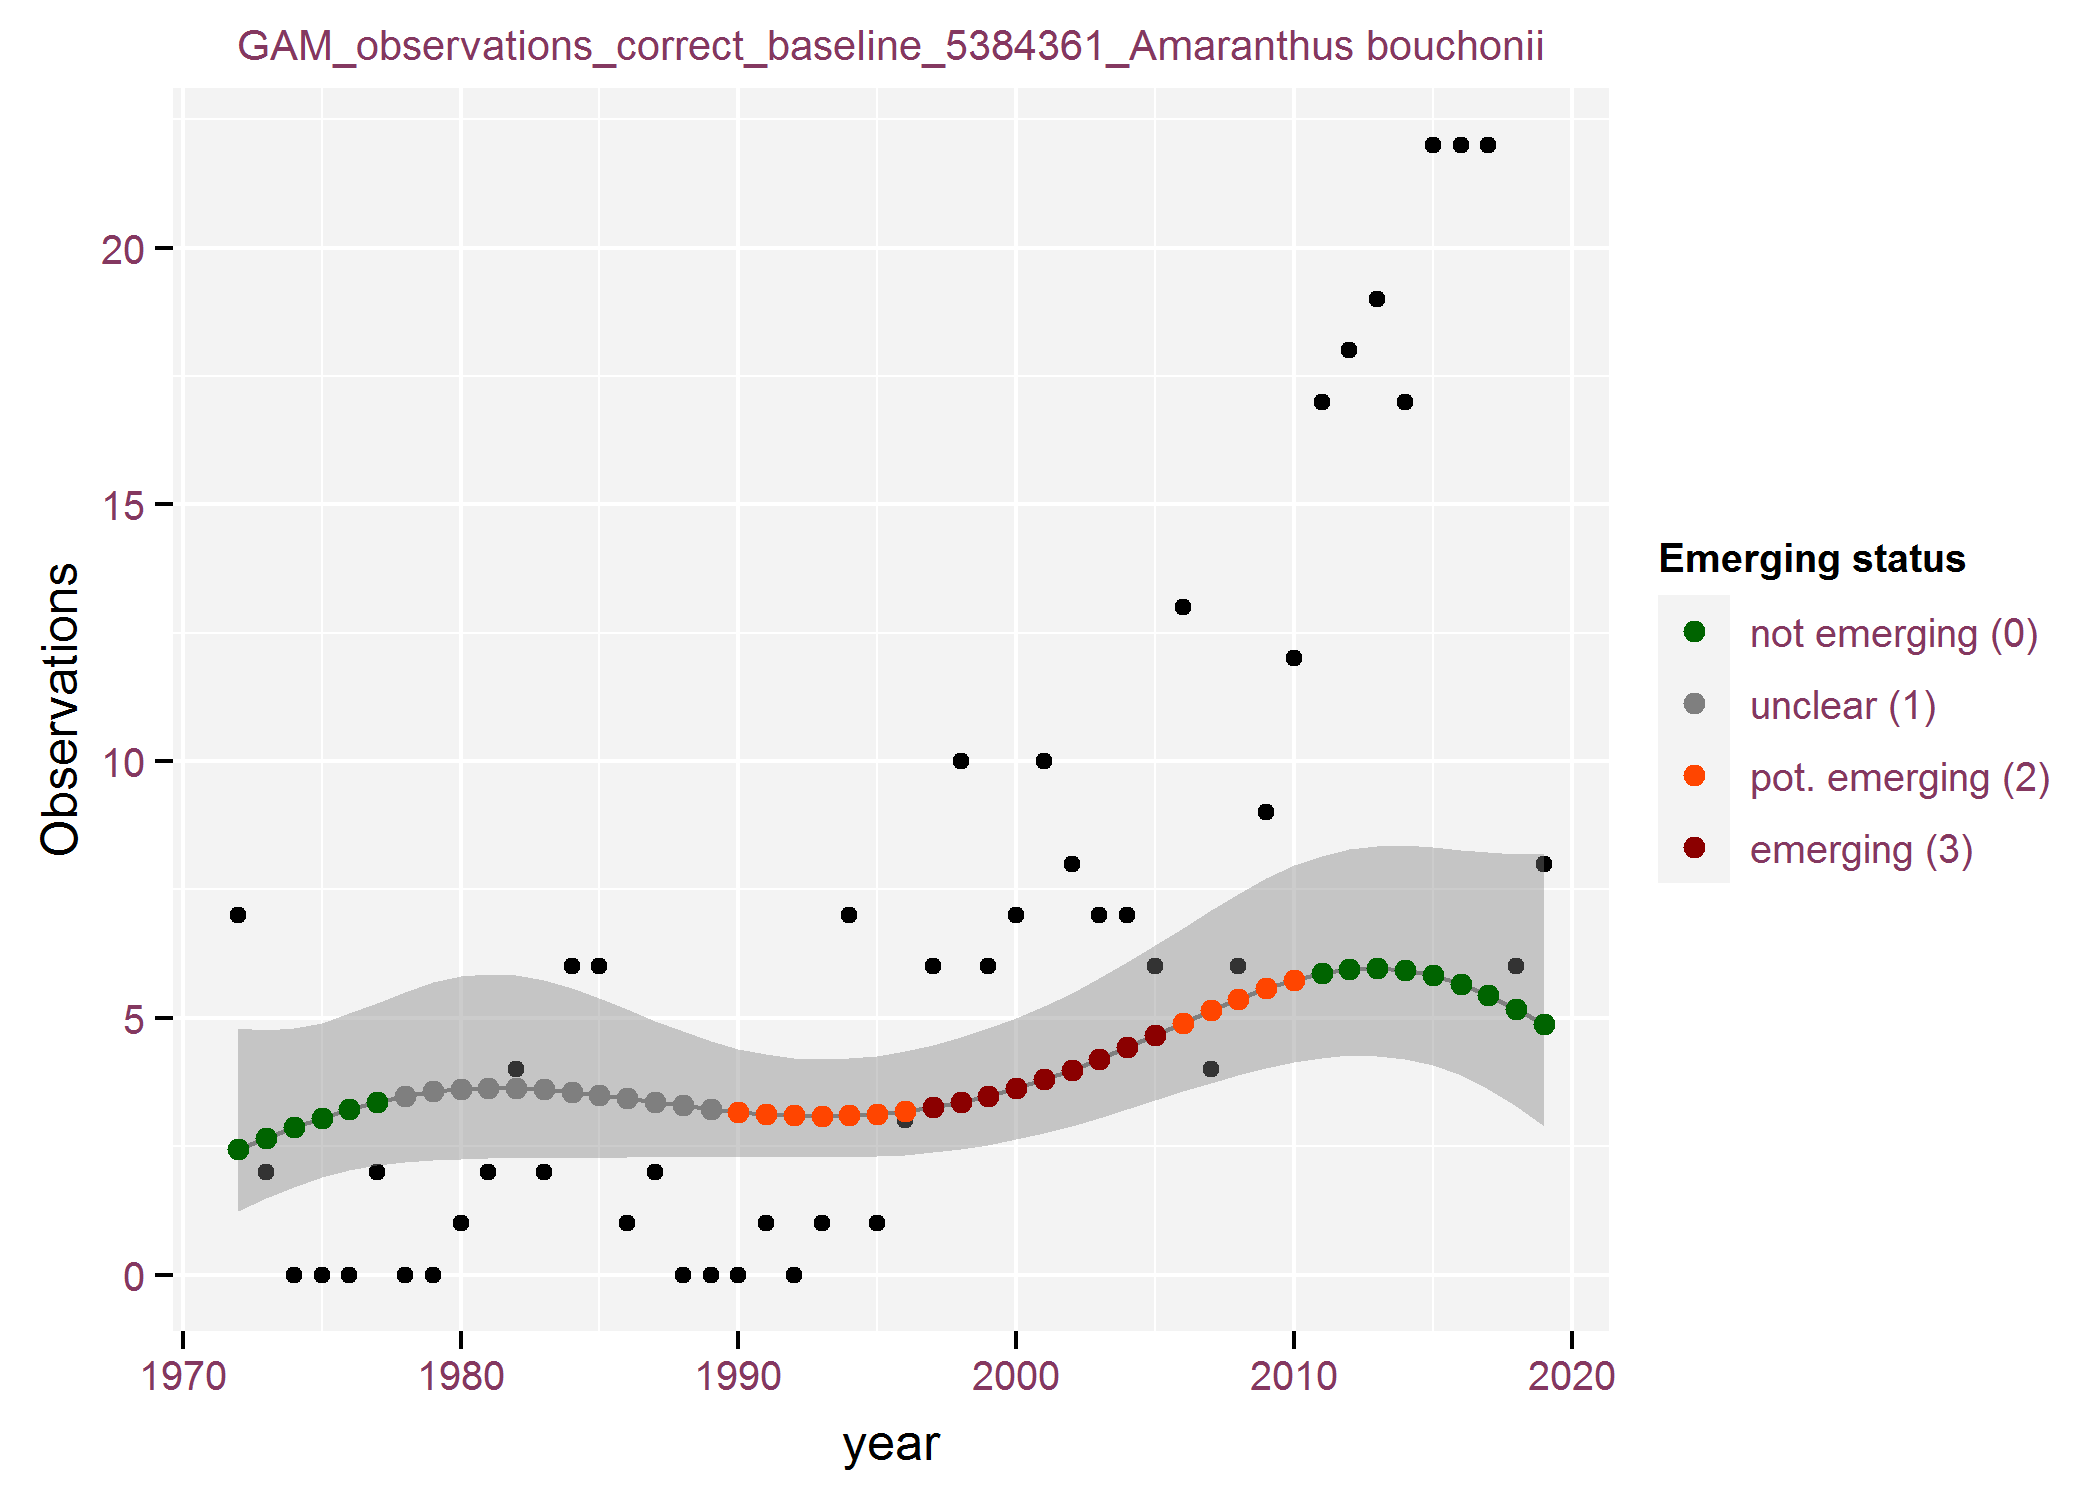 GAM_observations_correct_baseline_5384361_Amaranthus bouchonii
Observations
20
15
10
5
0
1970 1980 1990 2000 2010 2020
year
Emerging status
not emerging (0)
unclear (1)
pot. emerging (2)
emerging (3)